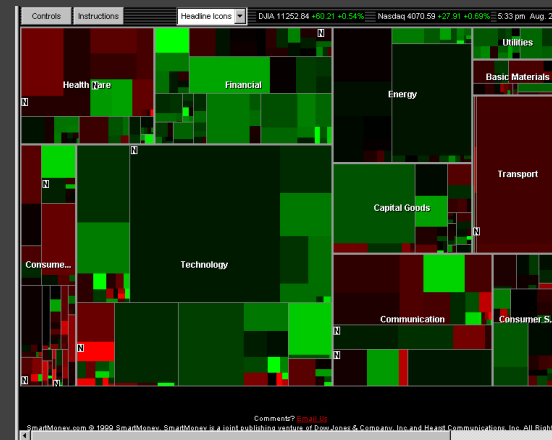 Controls Instructions Headline Icons DJIA 11252.84 +60.21 +0.54% Nasdaq 4070.59 +27.91 +0.69% 5:33 pm Aug. 2
N
Utilities
Health Care N Financial Basic Materials
Energy
N
N
N
Transport
Capital Goods
N
Consume... Technology
Communication Consumer S.
N
N
N
N N
Comments? Email Us
SmartMoney.com © 1999 SmartMoney. SmartMoney is a joint publishing venture of Dow Jones & Company, Inc. and Hearst Communications, Inc. All Right